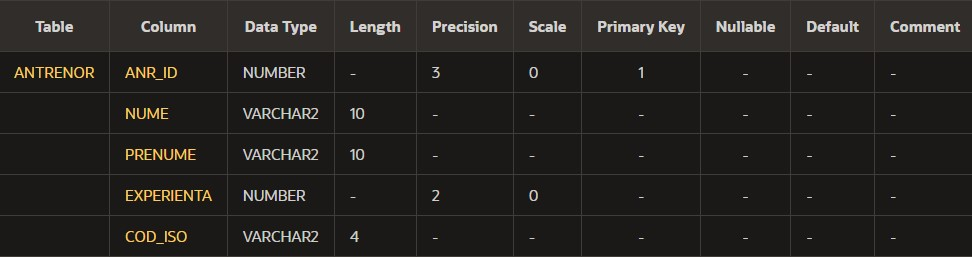 Table Column Data Type Length Precision Scale Primary Key Nullable Default Comment
ANTRENOR ANR_ID NUMBER - 3 0 1 - - -
NUME VARCHAR2 10 - - - - - -
PRENUME VARCHAR2 10 - - - - - -
EXPERIENTA NUMBER - 2 0 - - - -
COD_ISO VARCHAR2 4 - - - - - -